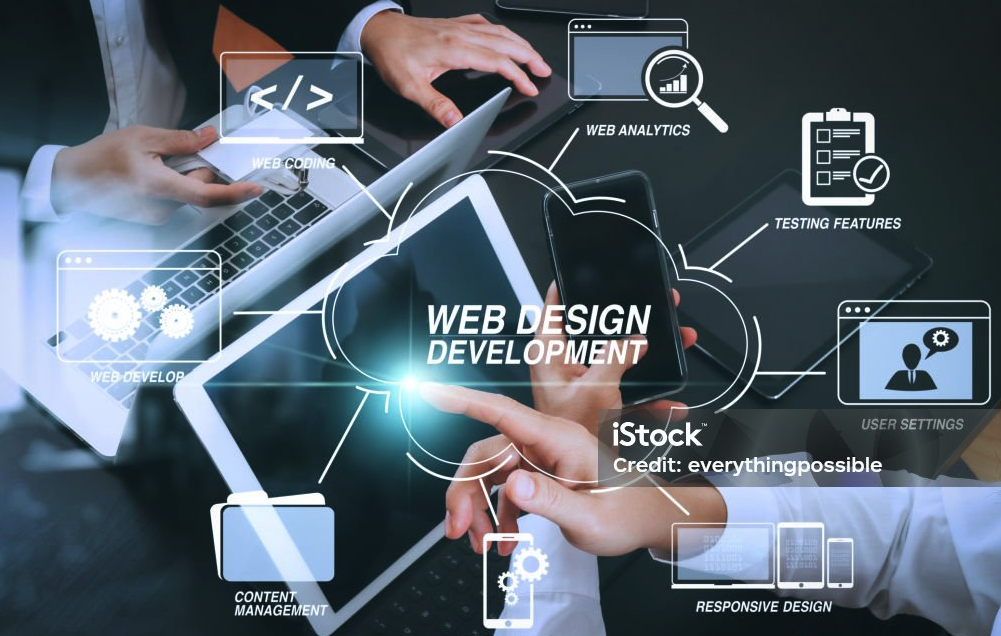 </>
WEB CODING
WEB ANALYTICS
TESTING FEATURES
WEB DEVELOP
WEB DESIGN
DEVELOPMENT
USER SETTINGS
iStock™
Credit: everythingpossible
CONTENT
MANAGEMENT
RESPONSIVE DESIGN